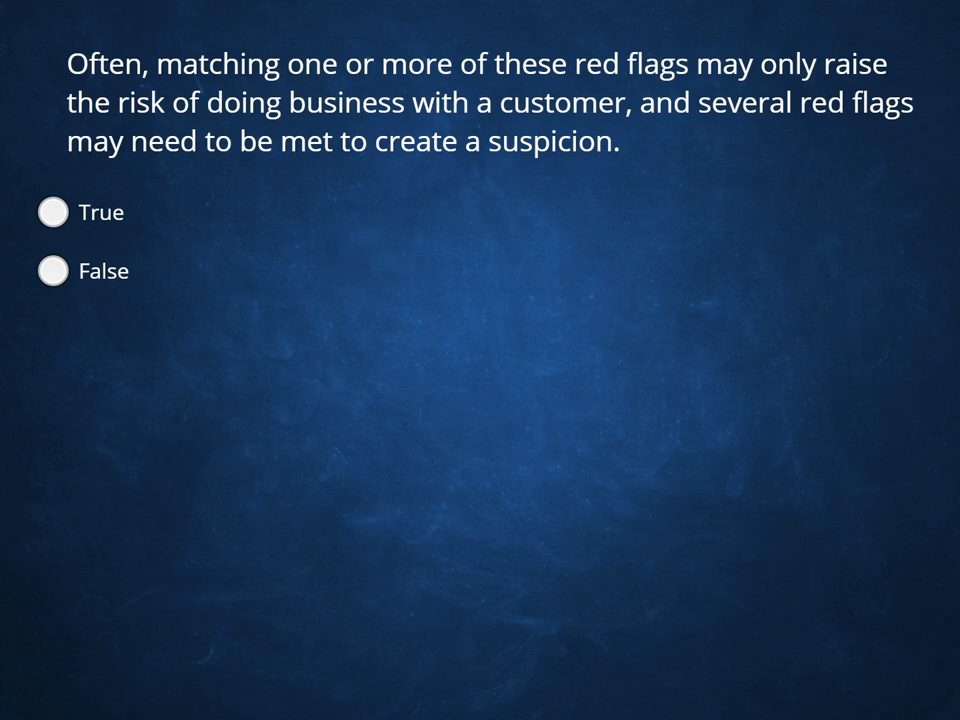 Often, matching one or more of these red flags may only raise
the risk of doing business with a customer, and several red flags
may need to be met to create a suspicion.
True
False